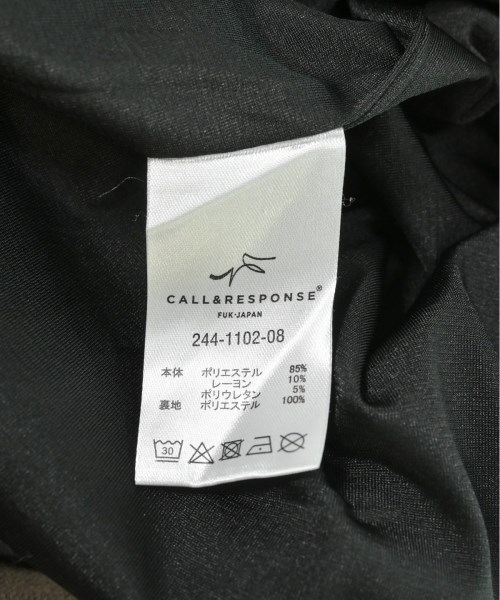 CALL&RESPONSE®
FUK-JAPAN
244-1102-08
本体 ポリエステル 85%
レーヨン 10%
ポリウレタン 5%
裏地 ポリエステル 100%
30